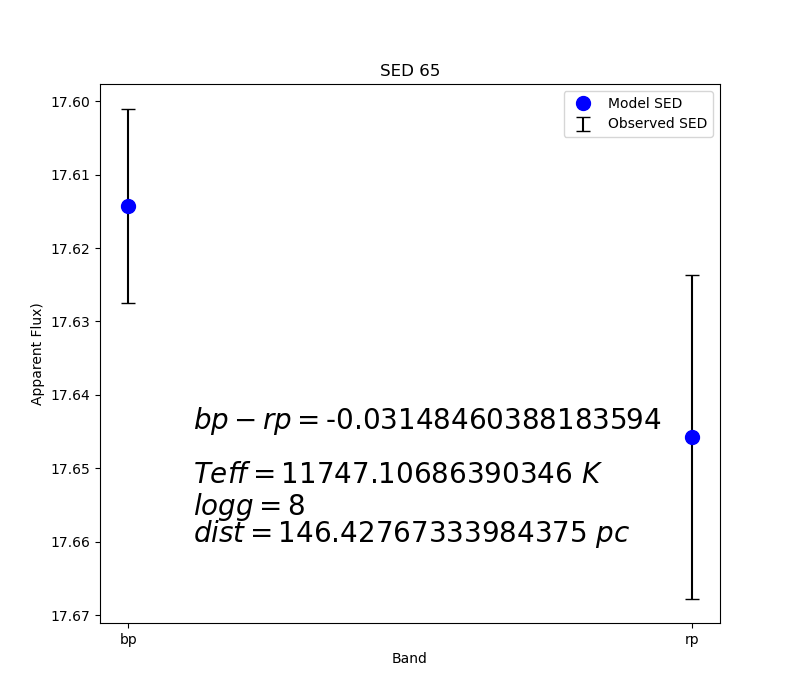 SED 65
Model SED
Observed SED
17.60
17.61
17.62
17.63
17.64
17.65
17.66
17.67
Apparent Flux)
bp − rp = -0.03148460388183594
Teff = 11747.10686390346 K
logg = 8
dist = 146.42767333984375 pc
bp
rp
Band